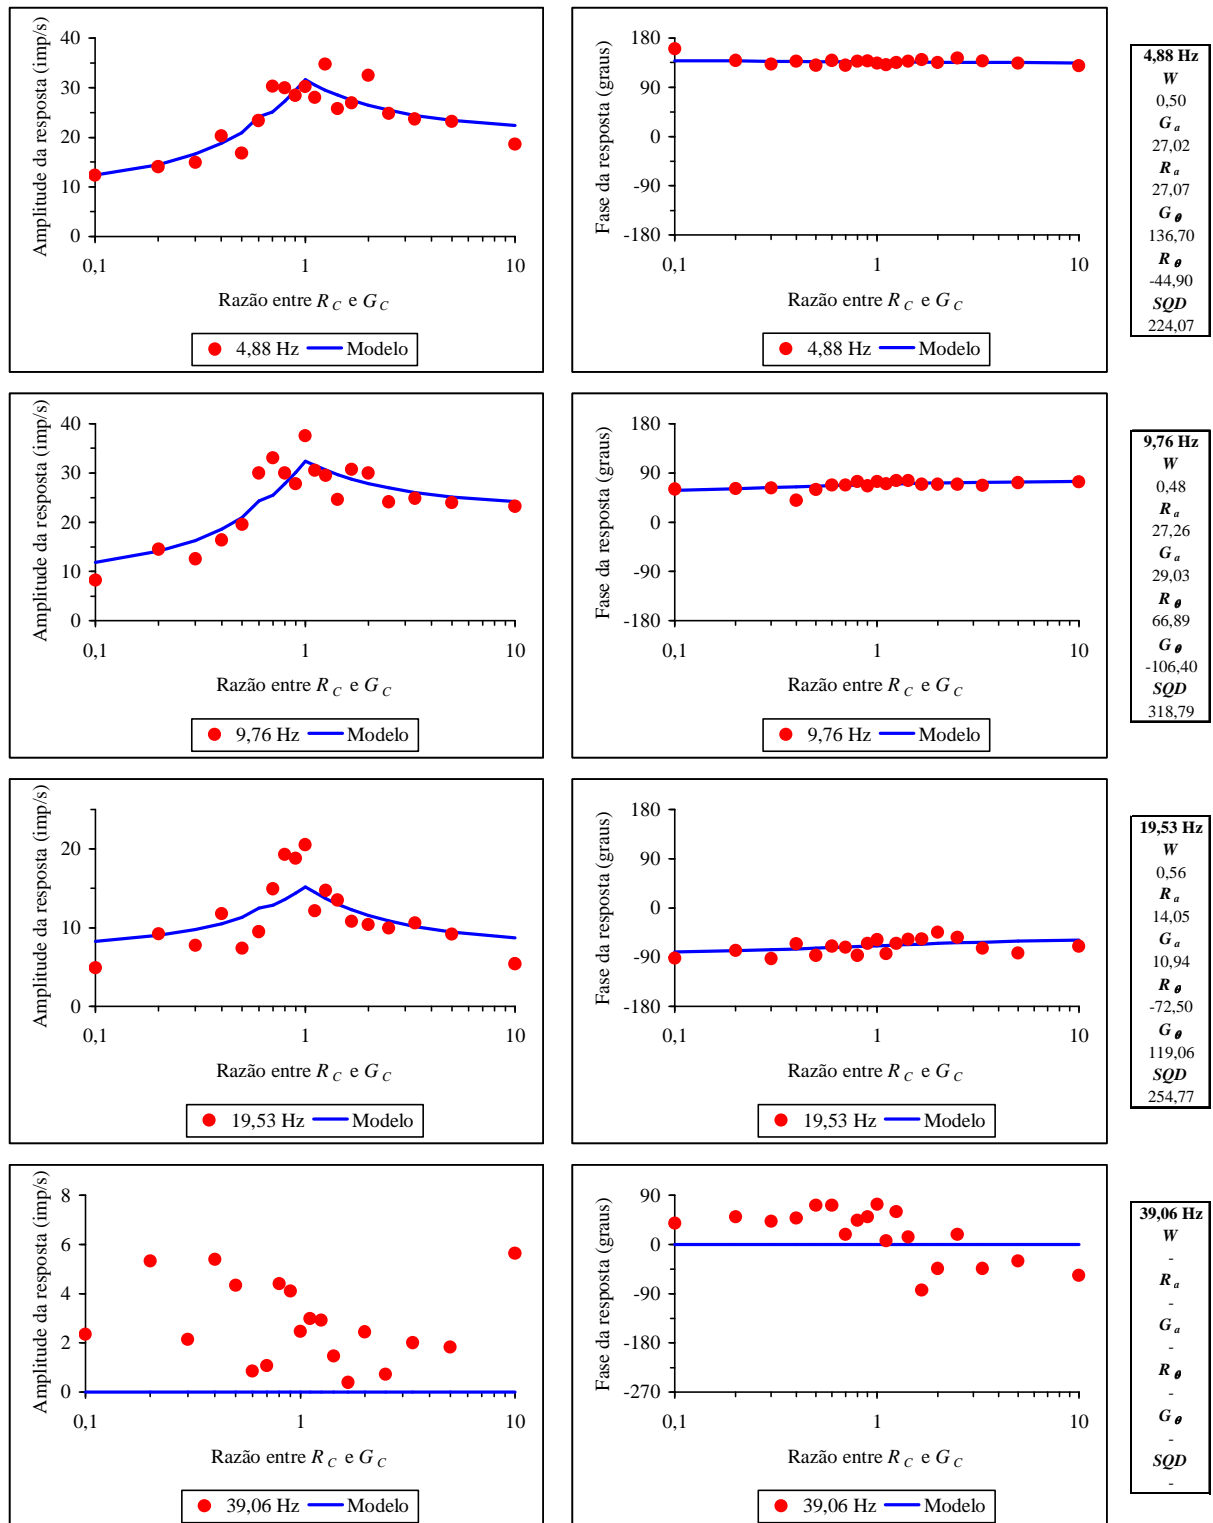 Amplitude da resposta (imp/s)
40
30
20
10
0
0,1
1
10
Razão entre R C e G C
4,88 Hz Modelo
Fase da resposta (graus)
180
90
0
-90
-180
0,1
1
10
Razão entre R C e G C
4,88 Hz Modelo
4,88 Hz
W
0,50
G a
27,02
R a
27,07
G θ
136,70
R θ
-44,90
SQD
224,07
Amplitude da resposta (imp/s)
40
30
20
10
0
0,1
1
10
Razão entre R C e G C
9,76 Hz Modelo
Fase da resposta (graus)
180
90
0
-90
-180
0,1
1
10
Razão entre R C e G C
9,76 Hz Modelo
9,76 Hz
W
0,48
R a
27,26
G a
29,03
R θ
66,89
G θ
-106,40
SQD
318,79
Amplitude da resposta (imp/s)
20
10
0
0,1
1
10
Razão entre R C e G C
19,53 Hz Modelo
Fase da resposta (graus)
180
90
0
-90
-180
0,1
1
10
Razão entre R C e G C
19,53 Hz Modelo
19,53 Hz
W
0,56
R a
14,05
G a
10,94
R θ
-72,50
G θ
119,06
SQD
254,77
Amplitude da resposta (imp/s)
8
6
4
2
0
0,1
1
10
Razão entre R C e G C
39,06 Hz Modelo
Fase da resposta (graus)
90
0
-90
-180
-270
0,1
1
10
Razão entre R C e G C
39,06 Hz Modelo
39,06 Hz
W
-
R a
-
G a
-
R θ
-
G θ
-
SQD
-